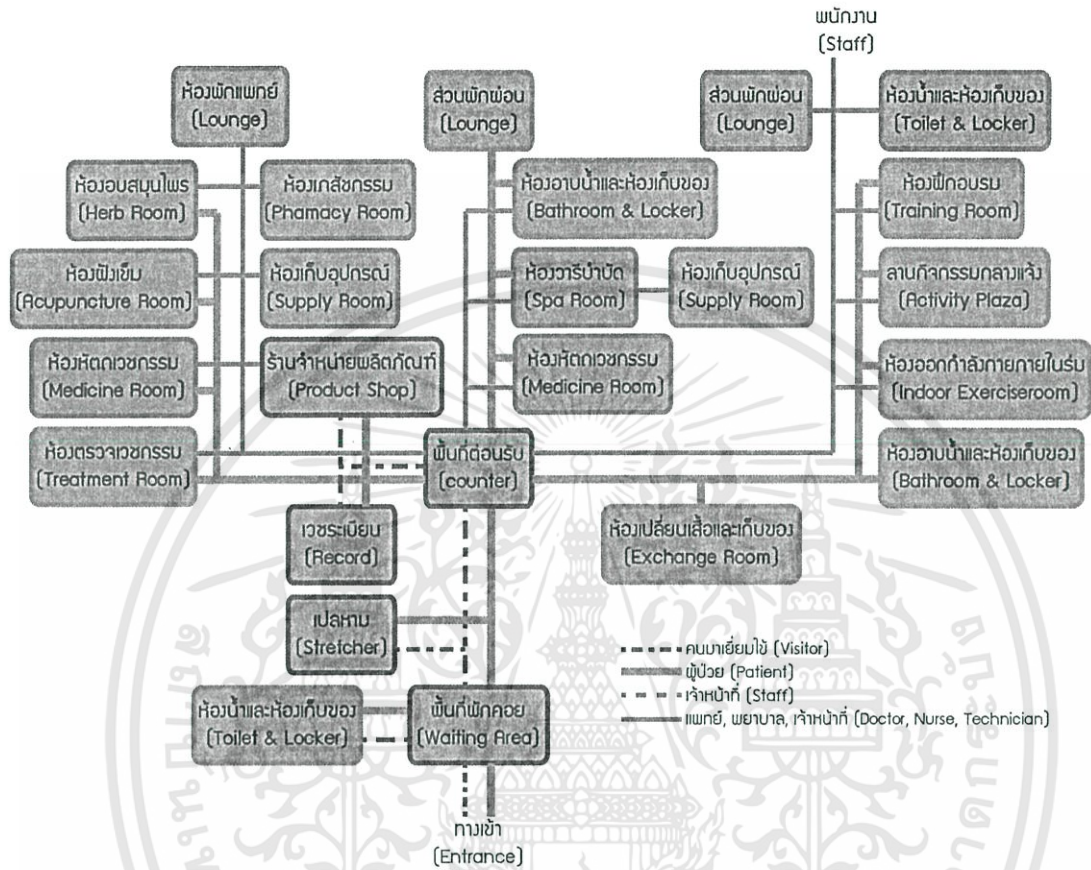 พนักงาน
(Staff)
ห้องพักแพทย์
(Lounge)
ส่วนพักผ่อน
(Lounge)
ส่วนพักผ่อน
(Lounge)
ห้องน้ำและห้องเก็บของ
(Toilet & Locker)
ห้องอบสมุนไพร
(Herb Room)
ห้องเภสัชกรรม
(Phamacy Room)
ห้องอาบน้ำและห้องเก็บของ
(Bathroom & Locker)
ห้องฝึกอบรม
(Training Room)
ห้องฝังเข็ม
(Acupuncture Room)
ห้องเก็บอุปกรณ์
(Supply Room)
ห้องวารีบำบัด
(Spa Room)
ห้องเก็บอุปกรณ์
(Supply Room)
ลานกิจกรรมกลางแจ้ง
(Activity Plaza)
ห้องหัตถเวชกรรม
(Medicine Room)
ร้านจำหน่ายผลิตภัณฑ์
(Product Shop)
ห้องหัตถเวชกรรม
(Medicine Room)
ห้องออกกำลังกายภายในร่ม
(Indoor Exerciseroom)
ห้องตรวจเวชกรรม
(Treatment Room)
พื้นที่ต้อนรับ
(counter)
ห้องอาบน้ำและห้องเก็บของ
(Bathroom & Locker)
เวชระเบียน
(Record)
ห้องเปลี่ยนเสื้อและเก็บของ
(Exchange Room)
เปลหาม
(Stretcher)
คนมาเยี่ยมไข้ (Visitor)
ผู้ป่วย (Patient)
เจ้าหน้าที่ (Staff)
แพทย์, พยาบาล, เจ้าหน้าที่ (Doctor, Nurse, Technician)
ห้องน้ำและห้องเก็บของ
(Toilet & Locker)
พื้นที่พักคอย
(Waiting Area)
ทางเข้า
(Entrance)